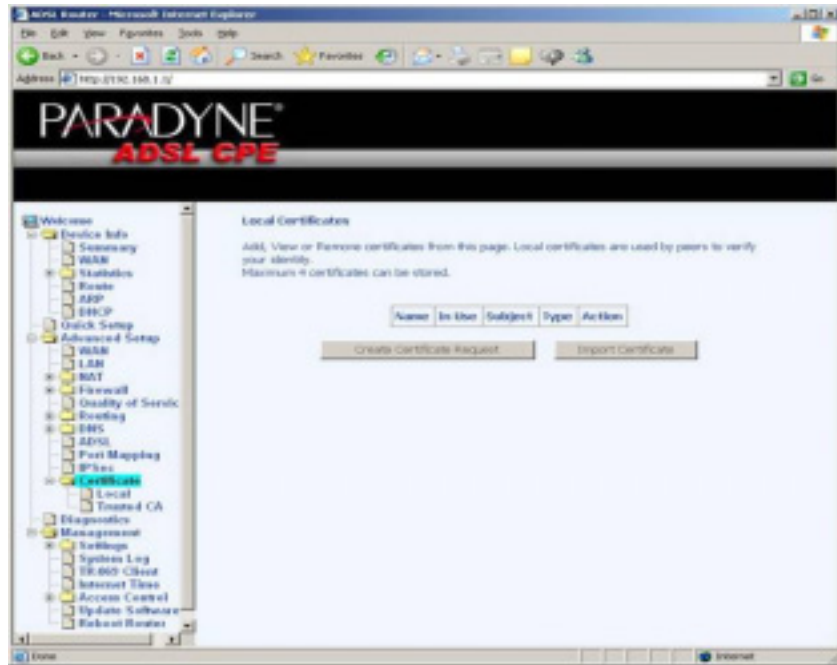 ADSL Router - Microsoft Internet Explorer
File Edit View Favorites Tools Help
Back Search Favorites
Address http://192.168.1.1/ Go
PARADYNE®
ADSL CPE
Welcome
Device Info
Summary
WAN
Statistics
Route
ARP
DHCP
Quick Setup
Advanced Setup
WAN
LAN
NAT
Firewall
Quality of Servic
Routing
DNS
ADSL
Port Mapping
IPSec
Certificate
Local
Trusted CA
Diagnostics
Management
Settings
System Log
TR-069 Client
Internet Time
Access Control
Update Software
Reboot Router
Local Certificates
Add, View or Remove certificates from this page. Local certificates are used by peers to verify
your identity.
Maximum 4 certificates can be stored.
Name In Use Subject Type Action
Create Certificate Request Import Certificate
Done Internet